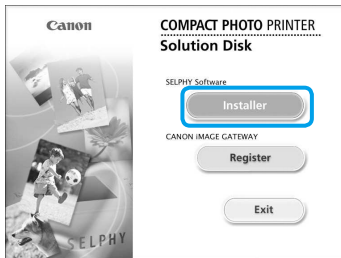 Canon
COMPACT PHOTO PRINTER
Solution Disk
SELPHY Software
Installer
CANON iMAGE GATEWAY
Register
Exit
SELPHY